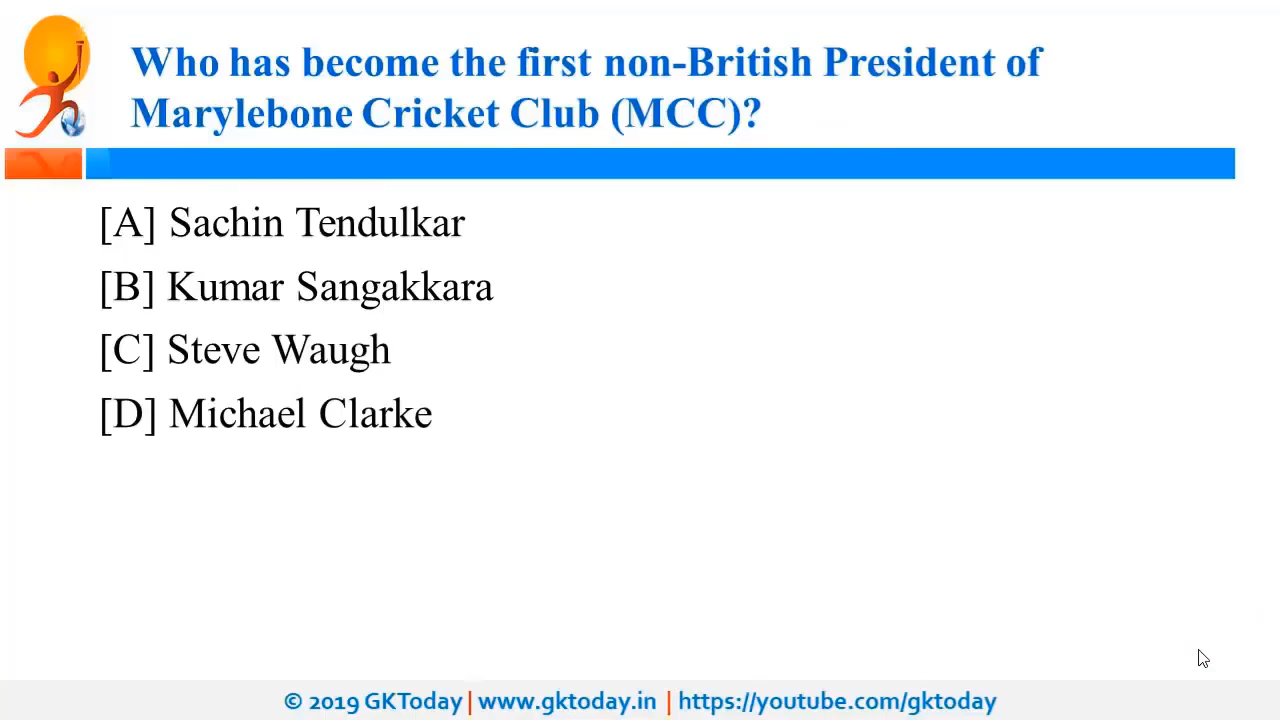 Who has become the first non-British President of
Marylebone Cricket Club (MCC)?
[A] Sachin Tendulkar
[B] Kumar Sangakkara
[C] Steve Waugh
[D] Michael Clarke
© 2019 GKToday | www.gktoday.in | https://youtube.com/gktoday